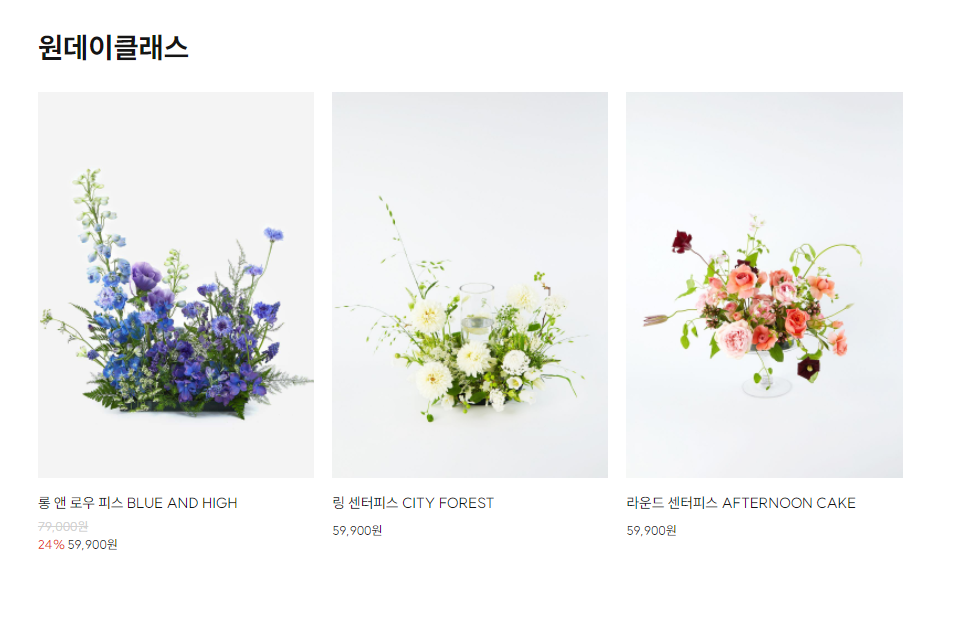 원데이클래스
롱 앤 로우 피스 BLUE AND HIGH
79,000원
24% 59,900원
링 센터피스 CITY FOREST
59,900원
라운드 센터피스 AFTERNOON CAKE
59,900원